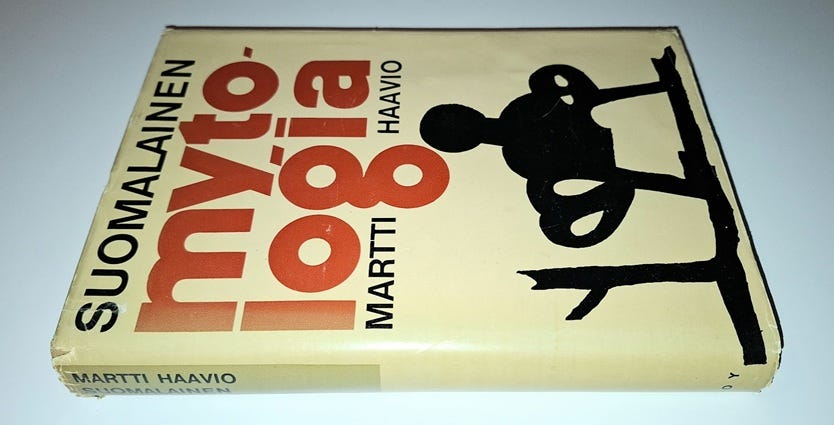 SUOMALAINEN
myto-
logia
MARTTI HAAVIO
MARTTI HAAVIO
SUOMALAINEN